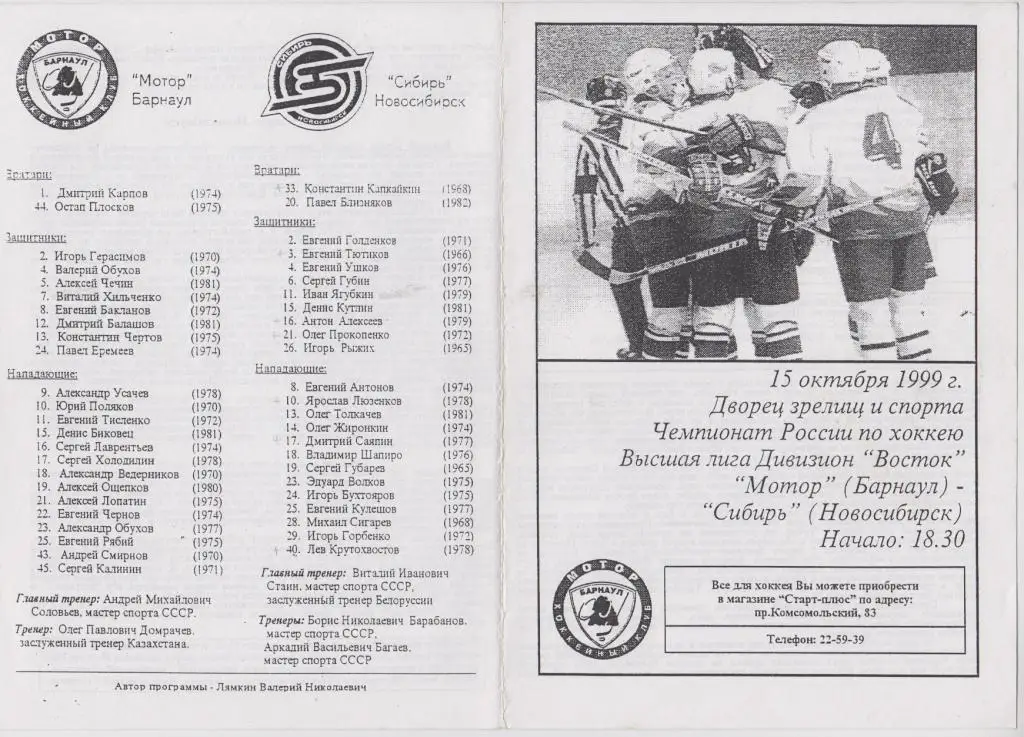 МОТОР
БАРНАУЛ
ХОККЕЙНЫЙ КЛУБ
"Мотор"
Барнаул
Вратари:
1. Дмитрий Карпов (1974)
44. Остап Плосков (1975)
Защитники:
2. Игорь Герасимов (1970)
4. Валерий Обухов (1974)
5. Алексей Чечин (1981)
7. Виталий Хильченко (1974)
8. Евгений Бакланов (1972)
12. Дмитрий Балашов (1981)
13. Константин Чертов (1975)
24. Павел Еремеев (1974)
Нападающие:
9. Александр Усачев (1978)
10. Юрий Поляков (1970)
11. Евгений Тисленко (1972)
15. Денис Биковец (1981)
16. Сергей Лаврентьев (1974)
17. Сергей Холодилин (1978)
18. Александр Ведерников (1970)
19. Алексей Ощепков (1980)
21. Алексей Лопатин (1975)
22. Евгений Чернов (1974)
23. Александр Обухов (1977)
25. Евгений Рябий (1975)
43. Андрей Смирнов (1970)
45. Сергей Калинин (1971)
Главный тренер: Андрей Михайлович
Соловьев, мастер спорта СССР.
Тренер: Олег Павлович Домрачев.
заслуженный тренер Казахстана.
СИБИРЬ
НОВОСИБИРСК
"Сибирь"
Новосибирск
Вратари:
33. Константин Капкайкин (1968)
20. Павел Близняков (1982)
Защитники:
2. Евгений Голденков (1971)
3. Евгений Тютиков (1966)
4. Евгений Ушков (1976)
6. Сергей Губин (1977)
11. Иван Ягубкин (1979)
15. Денис Кутлин (1981)
16. Антон Алексеев (1979)
21. Олег Прокопенко (1972)
26. Игорь Рыжих (1965)
Нападающие:
8. Евгений Антонов (1974)
10. Ярослав Люзенков (1978)
13. Олег Толкачев (1981)
14. Олег Жиронкин (1974)
17. Дмитрий Саяпин (1977)
18. Владимир Шапиро (1976)
19. Сергей Губарев (1965)
23. Эдуард Волков (1975)
24. Игорь Бухтояров (1975)
25. Евгений Кулешов (1977)
28. Михаил Сигарев (1968)
29. Игорь Горбенко (1972)
40. Лев Крутохвостов (1978)
Главный тренер: Виталий Иванович
Стаин, мастер спорта СССР,
заслуженный тренер Белоруссии
Тренеры: Борис Николаевич Барабанов.
мастер спорта СССР,
Аркадий Васильевич Багаев.
мастер спорта СССР
Автор программы - Лямкин Валерий Николаевич
4
15 октября 1999 г.
Дворец зрелищ и спорта
Чемпионат России по хоккею
Высшая лига Дивизион "Восток"
"Мотор" (Барнаул) -
"Сибирь" (Новосибирск)
Начало: 18.30
МОТОР
БАРНАУЛ
ХОККЕЙНЫЙ КЛУБ
Все для хоккея Вы можете приобрести
в магазине "Старт-плюс" по адресу:
пр.Комсомольский, 83
Телефон: 22-59-39